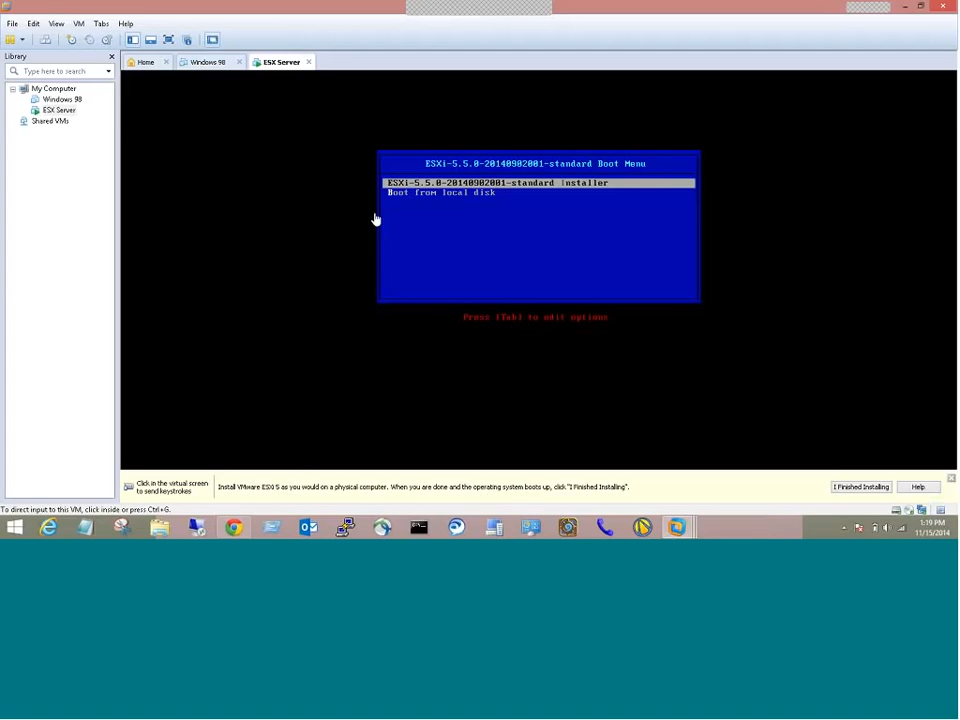 File Edit View VM Tabs Help
Library
Type here to search
My Computer
Windows 98
ESX Server
Shared VMs
Home
Windows 98
ESX Server
ESXi-5.5.0-20140902001-standard Boot Menu
ESXi-5.5.0-20140902001-standard Installer
Boot from local disk
Press [Tab] to edit options
Click in the virtual screen
to send keystrokes
Install VMware ESXi 5 as you would on a physical computer. When you are done and the operating system boots up, click "I Finished Installing".
I Finished Installing
Help
To direct input to this VM, click inside or press Ctrl+G.
1:19 PM
11/15/2014